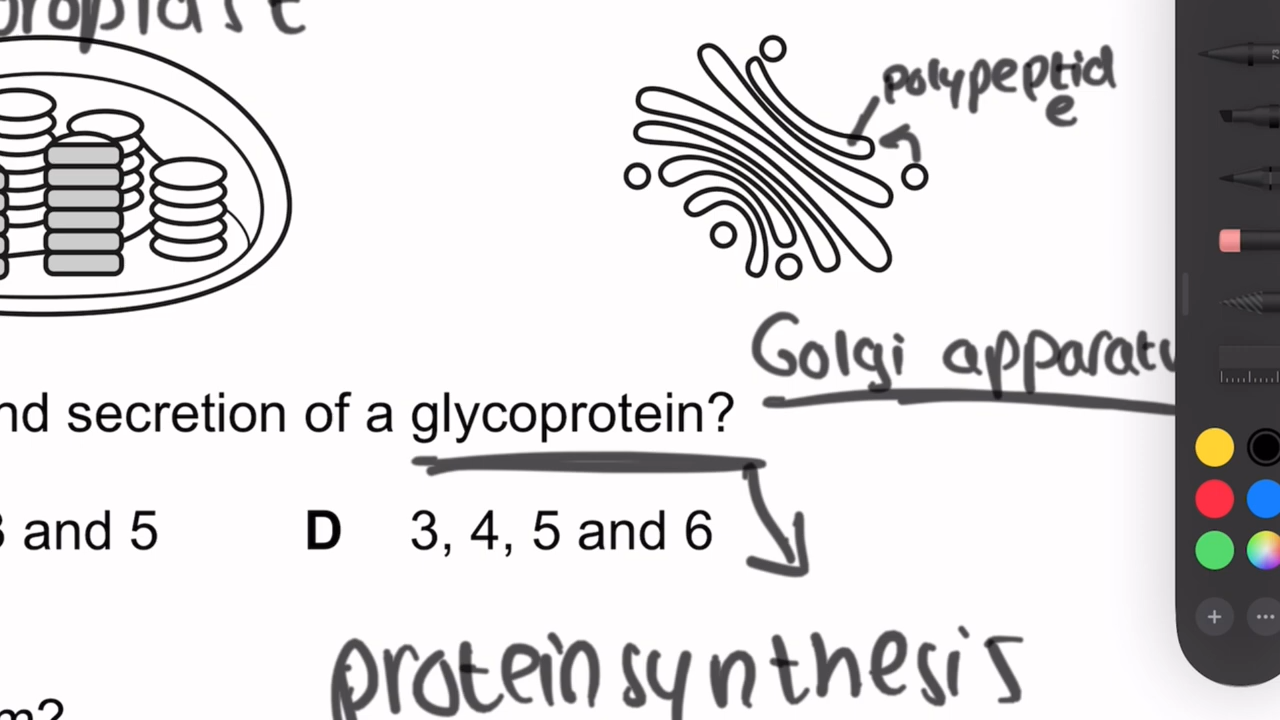 polypeptid
e
Golgi apparatu
nd secretion of a glycoprotein?
and 5 D 3, 4, 5 and 6
protein synthesis